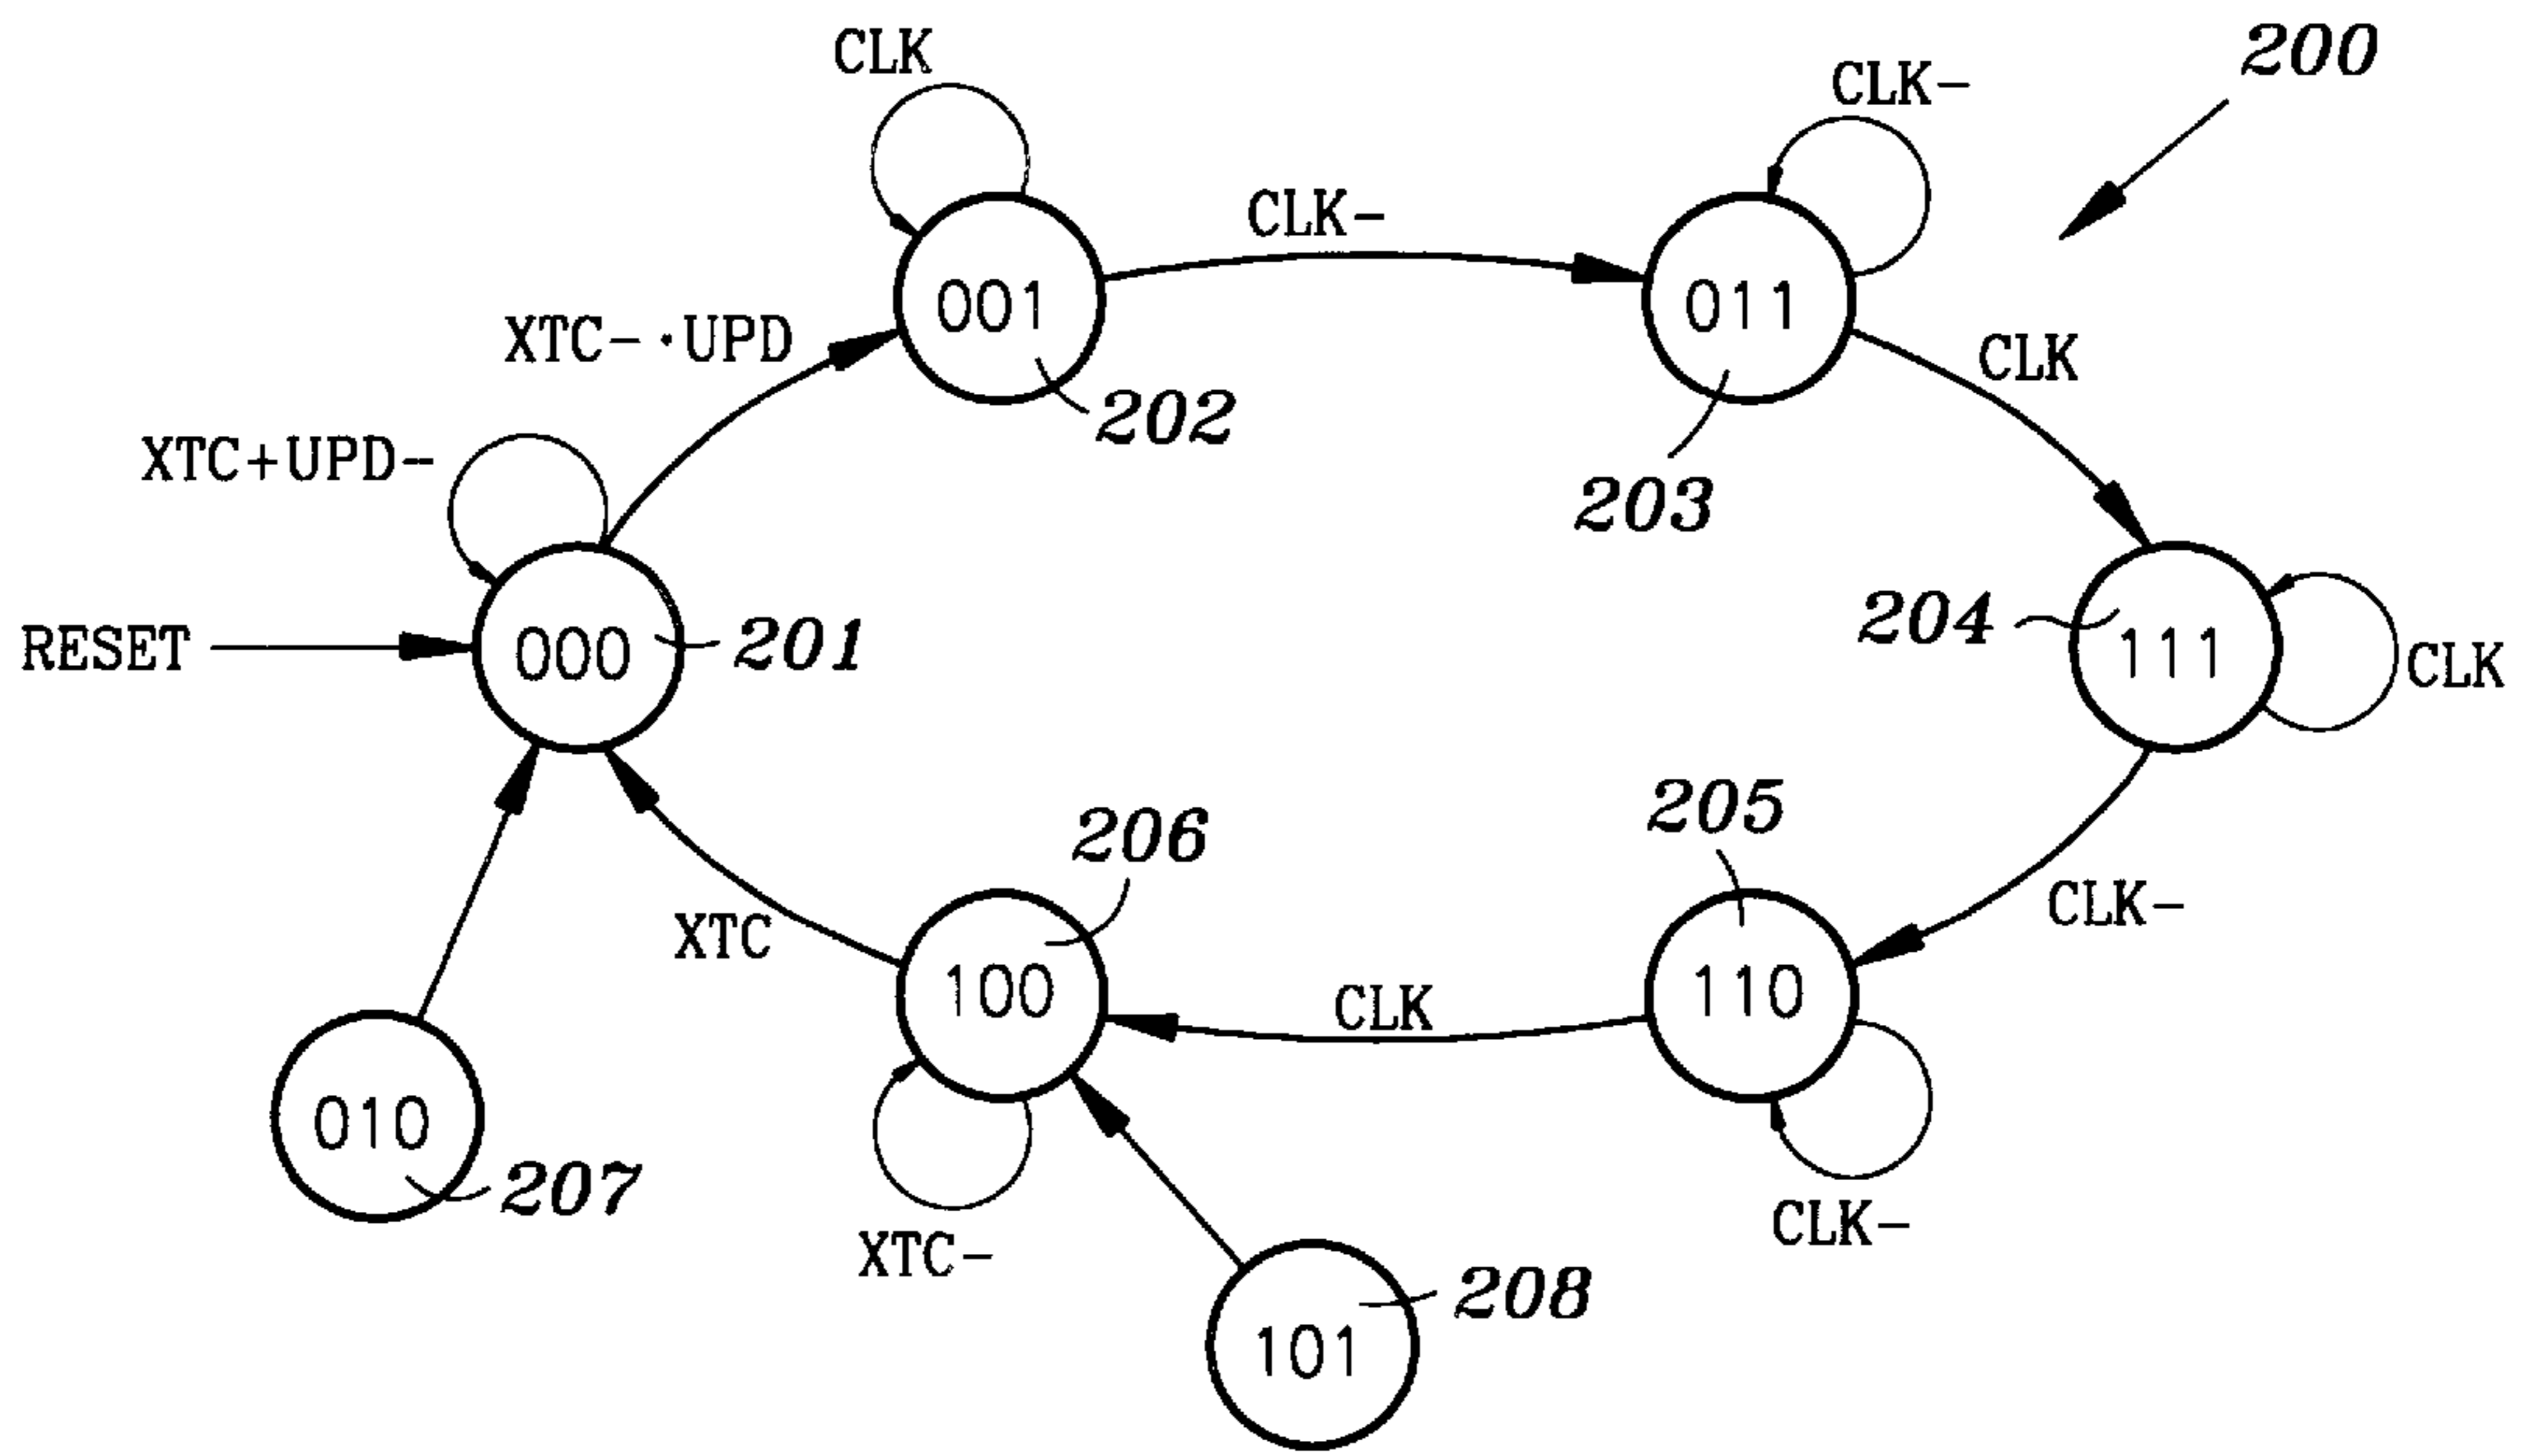 CLK
200
CLK-
CLK-
XTC-·UPD
001
011
CLK
202
XTC+UPD-
203
204
RESET
000
201
111
CLK
205
206
CLK-
XTC
100
110
CLK
010
207
CLK-
XTC-
208
101